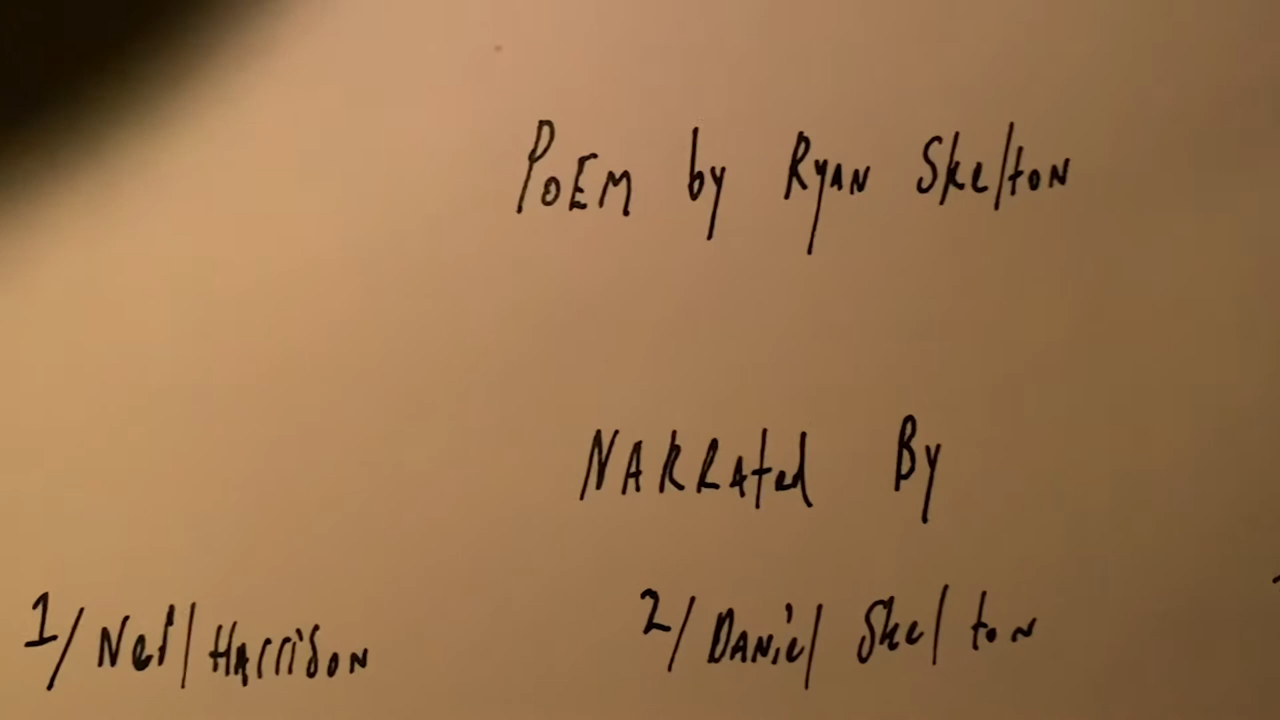 Poem by Ryan Skelton
Narrated By
1/ Neil Harrison 2/ Daniel Skelton